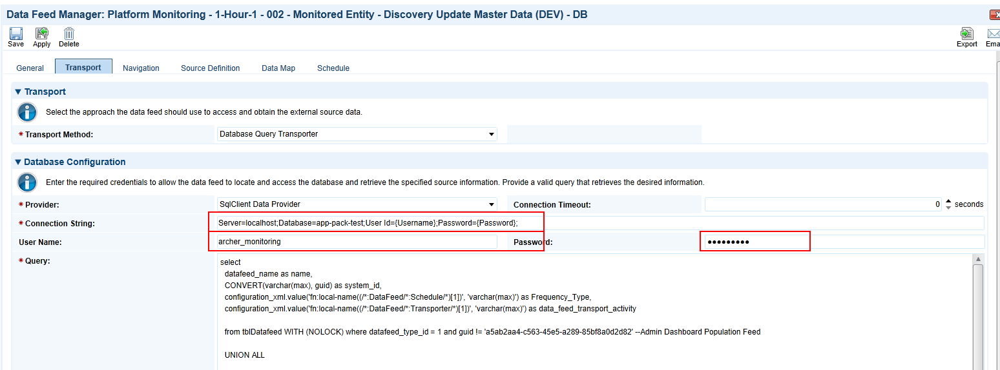 Data Feed Manager: Platform Monitoring - 1-Hour-1 - 002 - Monitored Entity - Discovery Update Master Data (DEV) - DB
Save Apply Delete Export Ema
General Transport Navigation Source Definition Data Map Schedule
▼ Transport
Select the approach the data feed should use to access and obtain the external source data.
* Transport Method: Database Query Transporter
▼ Database Configuration
Enter the required credentials to allow the data feed to locate and access the database and retrieve the specified source information. Provide a valid query that retrieves the desired information.
* Provider: SqlClient Data Provider Connection Timeout: 0 seconds
* Connection String: Server=localhost;Database=app-pack-test;User Id={Username};Password={Password};
User Name: archer_monitoring Password: •••••••••
* Query: select
datafeed_name as name,
CONVERT(varchar(max), guid) as system_id,
configuration_xml.value('fn:local-name((/*:DataFeed/*:Schedule/*)[1])', 'varchar(max)') as Frequency_Type,
configuration_xml.value('fn:local-name((/*:DataFeed/*:Transporter/*)[1])', 'varchar(max)') as data_feed_transport_activity
from tblDatafeed WITH (NOLOCK) where datafeed_type_id = 1 and guid != 'a5ab2aa4-c563-45e5-a289-85bf8a0d2d82' --Admin Dashboard Population Feed
UNION ALL